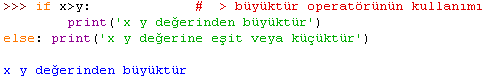 >>> if x>y: # > büyüktür operatörünün kullanımı
print('x y değerinden büyüktür')
else: print('x y değerine eşit veya küçüktür')
x y değerinden büyüktür